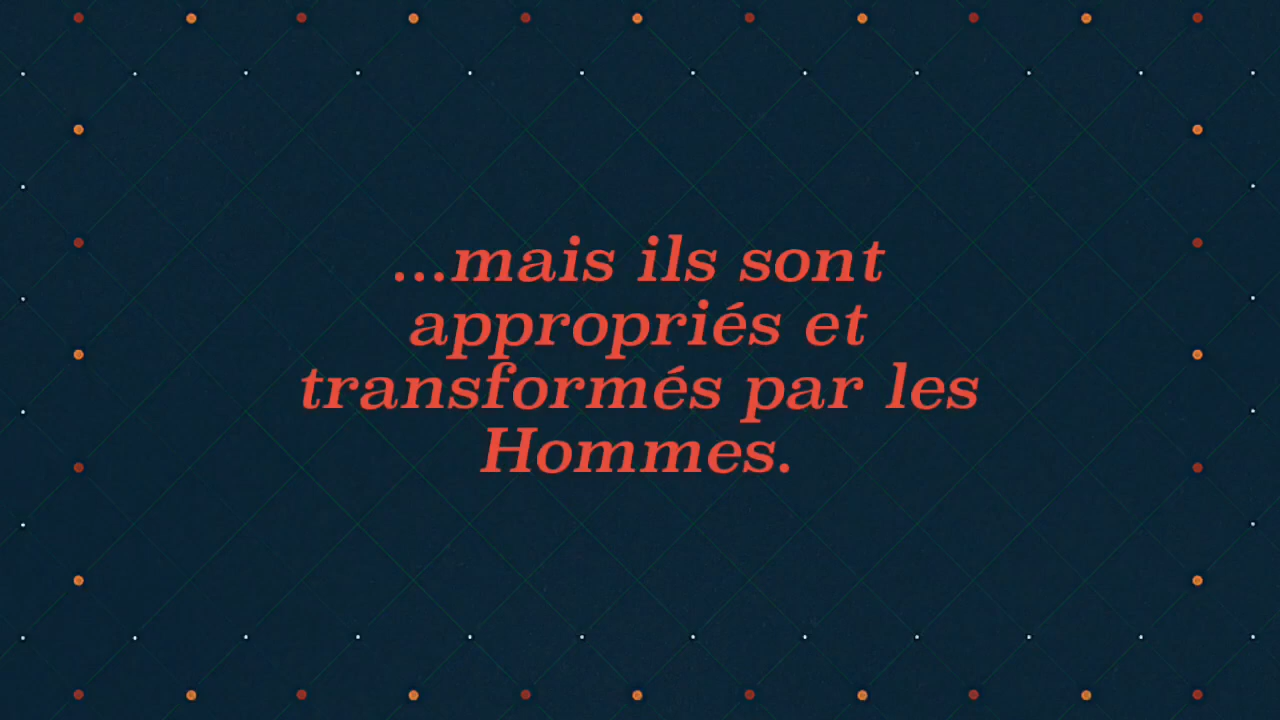 ...mais ils sont
appropriés et
transformés par les
Hommes.